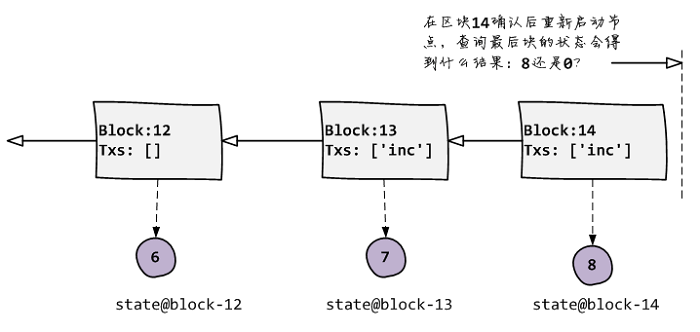 在区块14确认后重新启动节
点，查询最后块的状态会得
到什么结果：8还是0?
Block:12
Txs: []
Block:13
Txs: ['inc']
Block:14
Txs: ['inc']
6
7
8
state@block-12
state@block-13
state@block-14